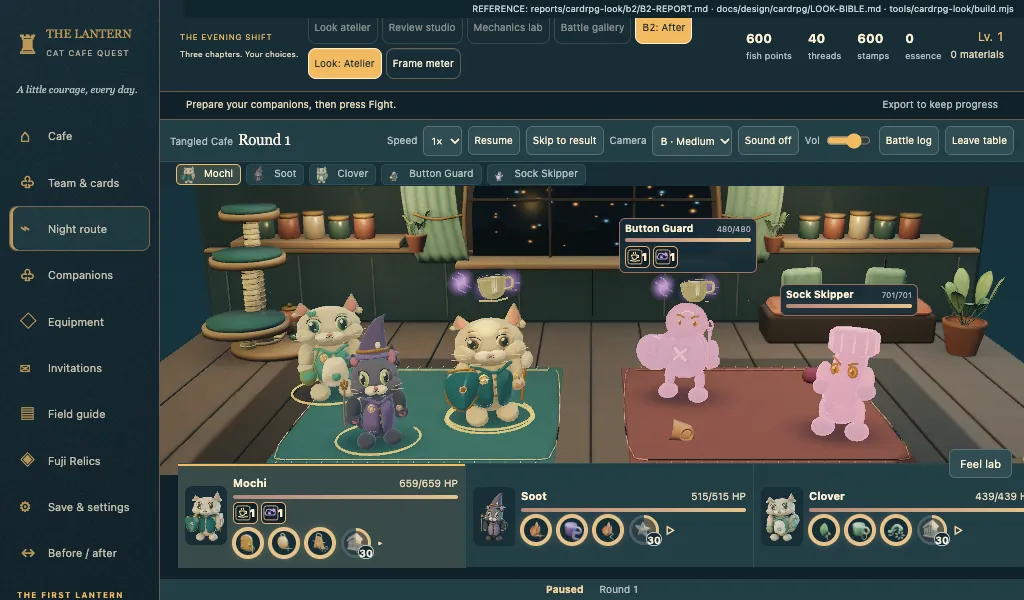 REFERENCE: reports/cardrpg-look/b2/B2-REPORT.md · docs/design/cardrpg/LOOK-BIBLE.md · tools/cardrpg-look/build.mjs
THE LANTERN
CAT CAFE QUEST
A little courage, every day.
Cafe
Team & cards
Night route
Companions
Equipment
Invitations
Field guide
Fuji Relics
Save & settings
Before / after
THE FIRST LANTERN
THE EVENING SHIFT
Three chapters. Your choices.
Look atelier
Review studio
Mechanics lab
Battle gallery
B2: After
Look: Atelier
Frame meter
600 fish points
40 threads
600 stamps
0 essence
Lv. 1
0 materials
Prepare your companions, then press Fight.
Export to keep progress
Tangled Cafe Round 1
Speed 1x Resume Skip to result Camera B · Medium Sound off Vol Battle log Leave table
Mochi Soot Clover Button Guard Sock Skipper
Button Guard 480/480
1 1
Sock Skipper 701/701
Feel lab
Mochi 659/659 HP
1 1
30
Soot 515/515 HP
30
Clover 439/439 H
30
Paused Round 1